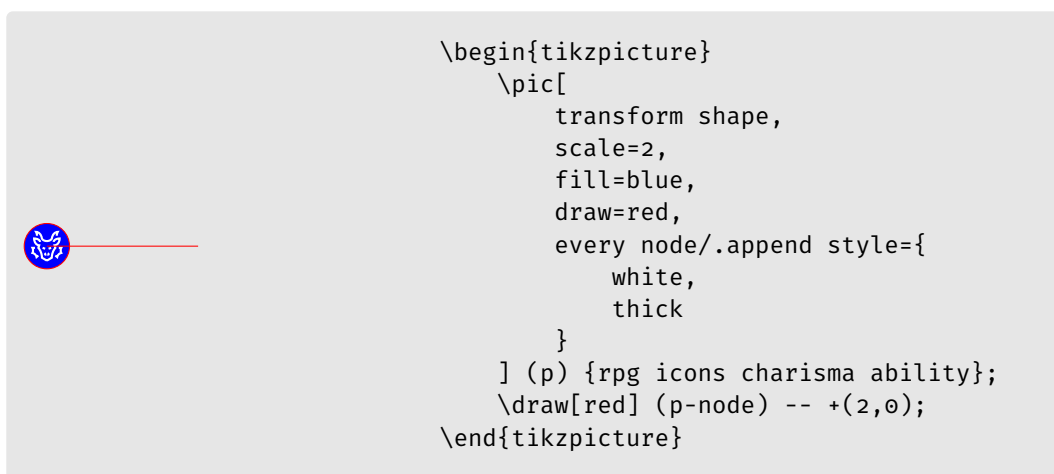 \begin{tikzpicture}
    \pic[
        transform shape,
        scale=2,
        fill=blue,
        draw=red,
        every node/.append style={
            white,
            thick
        }
    ] (p) {rpg icons charisma ability};
    \draw[red] (p-node) -- +(2,0);
\end{tikzpicture}